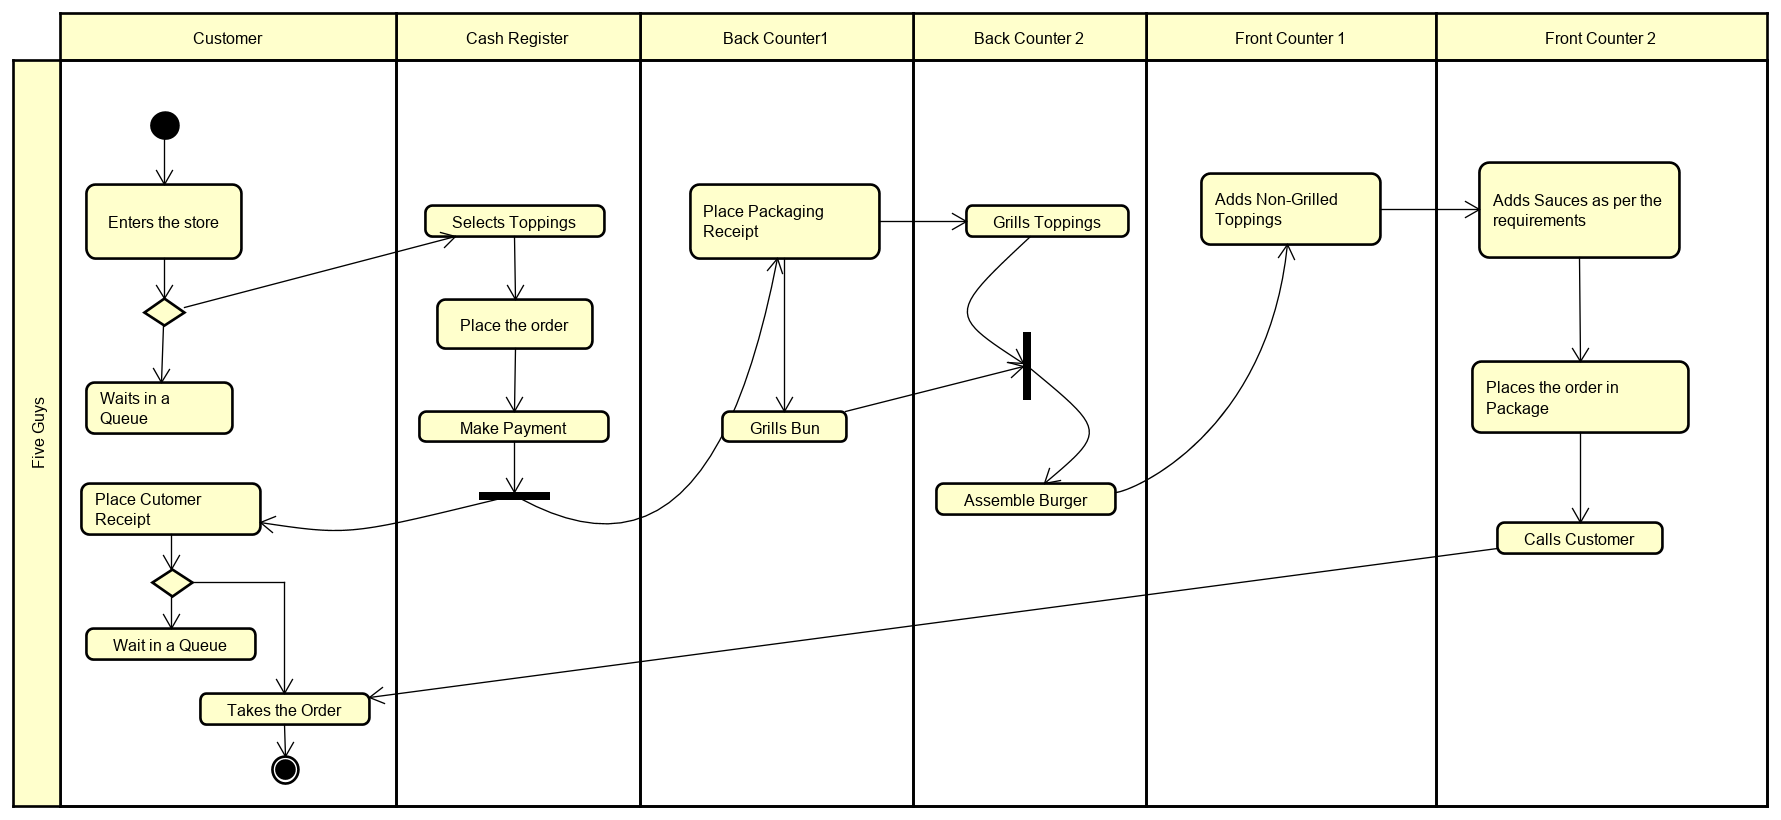 Customer
Cash Register
Back Counter1
Back Counter 2
Front Counter 1
Front Counter 2
Five Guys
Enters the store
Waits in a
Queue
Place Cutomer
Receipt
Wait in a Queue
Takes the Order
Selects Toppings
Place the order
Make Payment
Place Packaging
Receipt
Grills Bun
Grills Toppings
Assemble Burger
Adds Non-Grilled
Toppings
Adds Sauces as per the
requirements
Places the order in
Package
Calls Customer